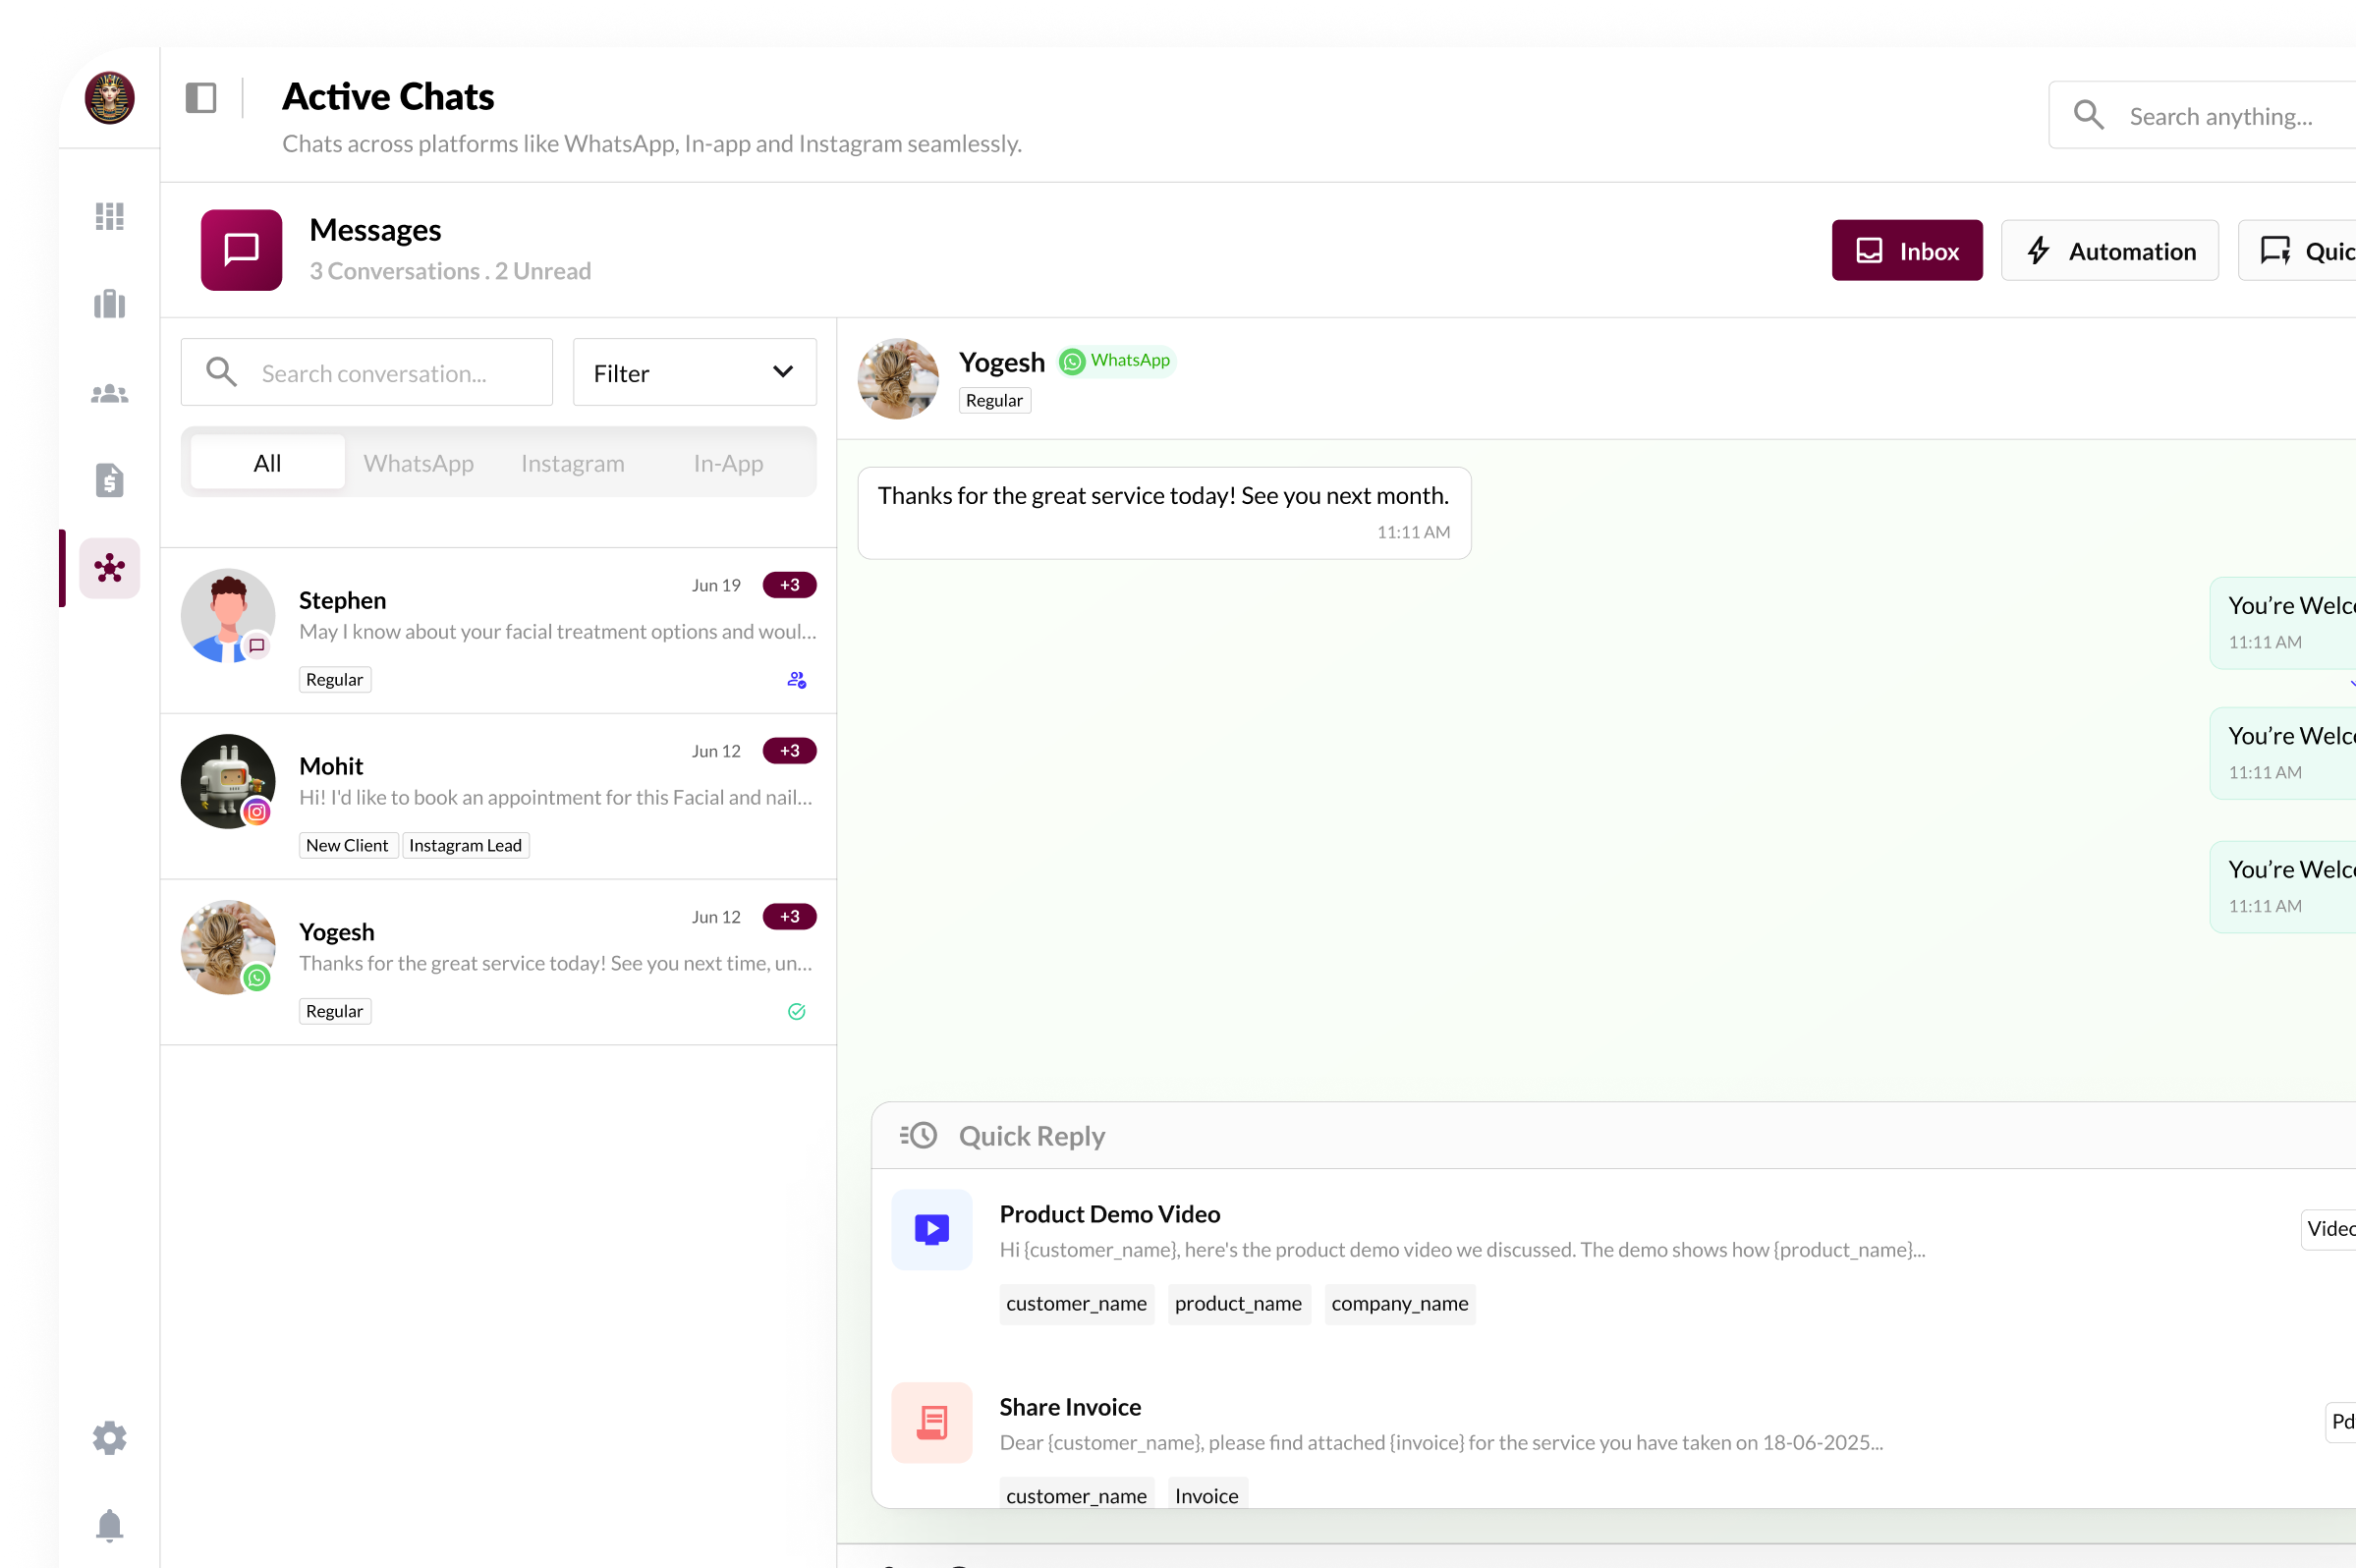 Active Chats
Chats across platforms like WhatsApp, In-app and Instagram seamlessly.
Search anything...
Messages
3 Conversations . 2 Unread
Inbox
Automation
Search conversation...
Filter
All
WhatsApp
Instagram
In-App
Stephen
Jun 19
+3
May I know about your facial treatment options and woul...
Regular
Mohit
Jun 12
+3
Hi! I'd like to book an appointment for this Facial and nail...
New Client
Instagram Lead
Yogesh
Jun 12
+3
Thanks for the great service today! See you next time, un...
Regular
Yogesh
WhatsApp
Regular
Thanks for the great service today! See you next month.
11:11 AM
You’re
11:11 AM
You’re
11:11 AM
You’re
11:11 AM
Quick Reply
Product Demo Video
Hi {customer_name}, here's the product demo video we discussed. The demo shows how {product_name}...
Video
customer_name
product_name
company_name
Share Invoice
Dear {customer_name}, please find attached {invoice} for the service you have taken on 18-06-2025...
customer_name
Invoice